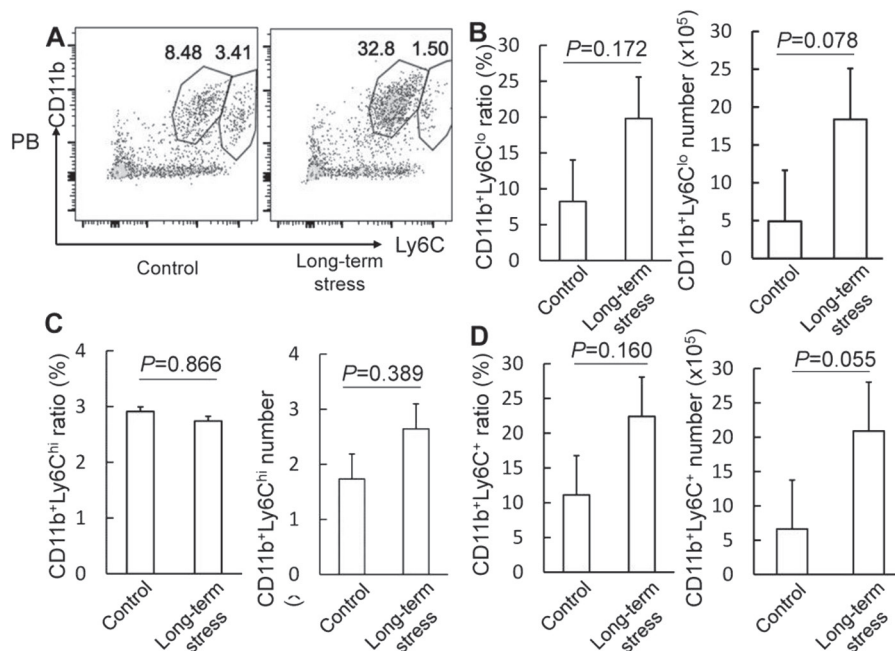 A
8.48 3.41
32.8 1.50
CD11b
PB
Ly6C
Control
Long-term
stress
B
CD11b⁺Ly6Cˡᵒ ratio (%)
30
25
20
15
10
5
0
P=0.172
Control
Long-term
stress
CD11b⁺Ly6Cˡᵒ number (x10⁵)
30
25
20
15
10
5
0
P=0.078
Control
Long-term
stress
C
CD11b⁺Ly6Cʰⁱ ratio (%)
4
3
2
1
0
P=0.866
Control
Long-term
stress
CD11b⁺Ly6Cʰⁱ number
4
3
2
1
0
P=0.389
Control
Long-term
stress
D
CD11b⁺Ly6C⁺ ratio (%)
30
25
20
15
10
5
0
P=0.160
Control
Long-term
stress
CD11b⁺Ly6C⁺ number (x10⁵)
30
25
20
15
10
5
0
P=0.055
Control
Long-term
stress